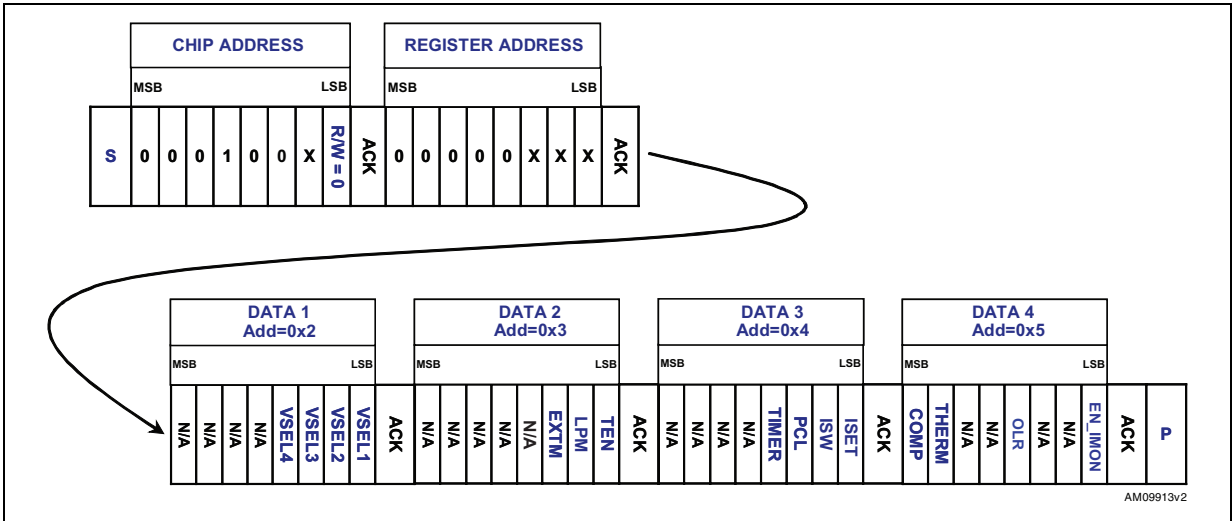 CHIP ADDRESS REGISTER ADDRESS
MSB LSB MSB LSB
S 0 0 0 1 0 0 X R/W = 0 ACK 0 0 0 0 0 X X X ACK
DATA 1 DATA 2 DATA 3 DATA 4
Add=0x2 Add=0x3 Add=0x4 Add=0x5
MSB LSB MSB LSB MSB LSB MSB LSB
N/A N/A N/A N/A VSEL4 VSEL3 VSEL2 VSEL1 ACK N/A N/A N/A N/A N/A EXTM LPM TEN ACK N/A N/A N/A N/A TIMER PCL ISW ISET ACK COMP THERM N/A N/A OLR N/A N/A EN_IMON ACK P
AM09913v2